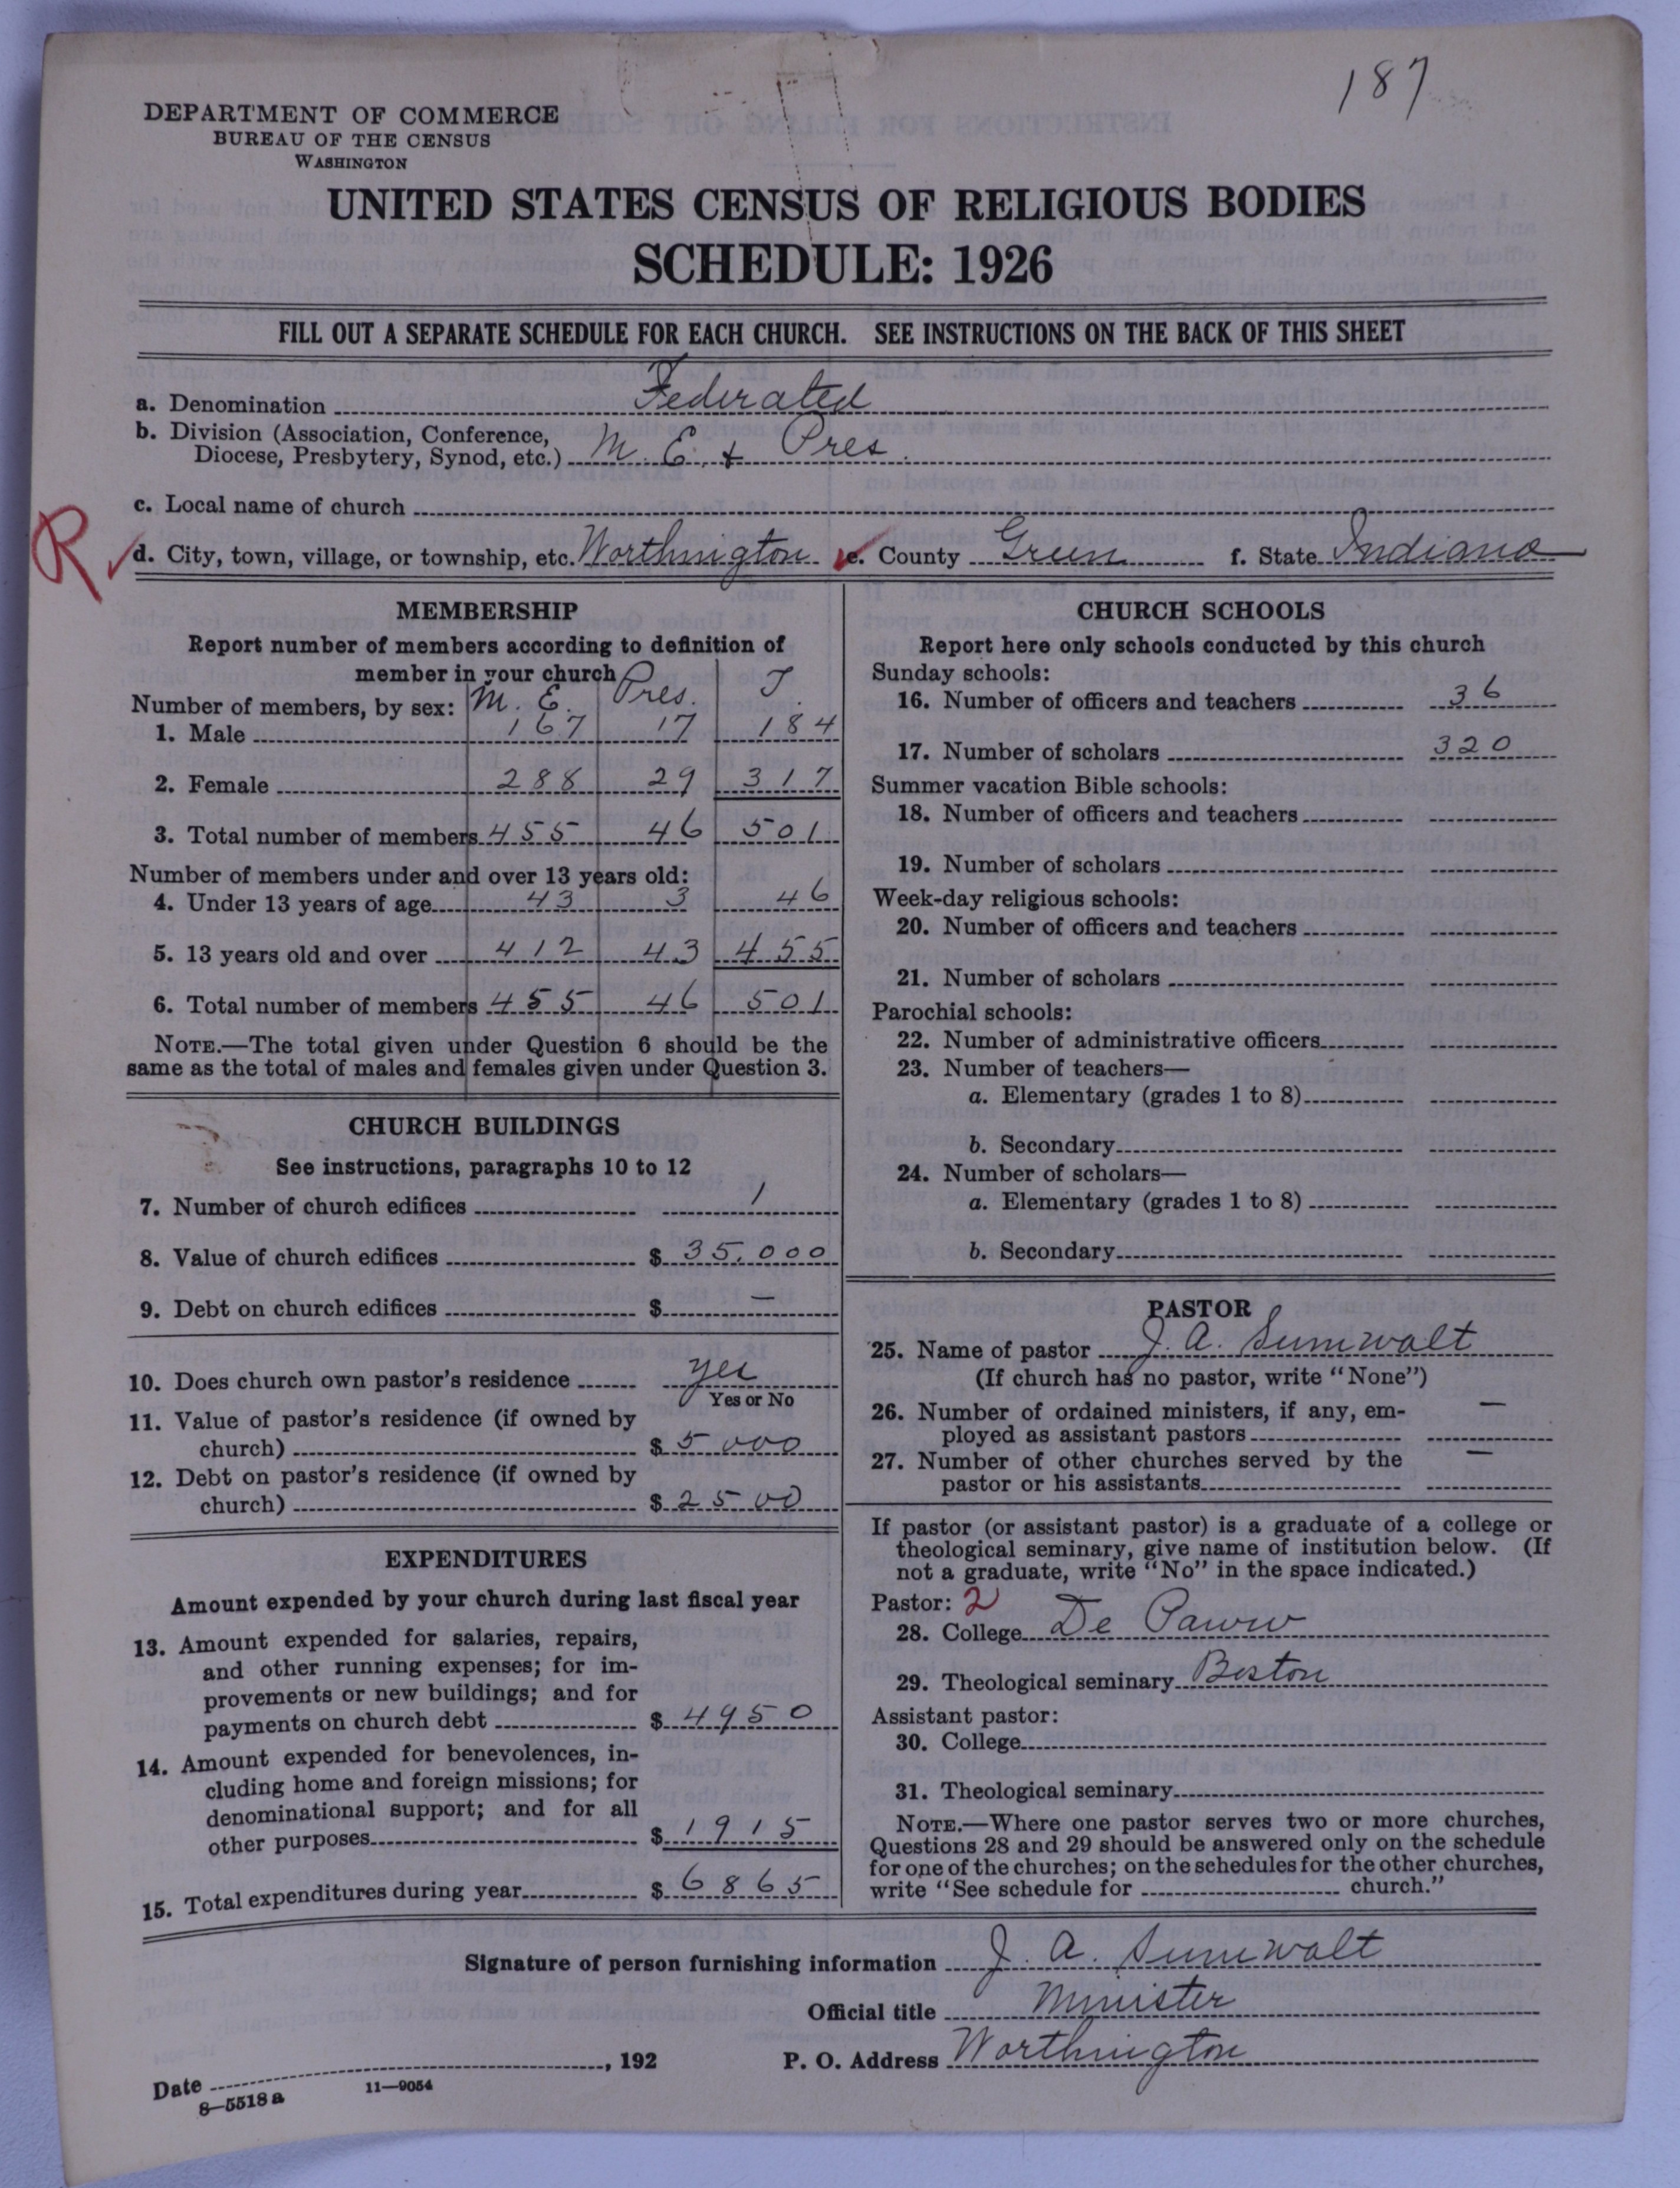 187
DEPARTMENT OF COMMERCE
BUREAU OF THE CENSUS
WASHINGTON
UNITED STATES CENSUS OF RELIGIOUS BODIES
SCHEDULE: 1926
FILL OUT A SEPARATE SCHEDULE FOR EACH CHURCH. SEE INSTRUCTIONS ON THE BACK OF THIS SHEET
a. Denomination Federated
b. Division (Association, Conference,
Diocese, Presbytery, Synod, etc.) M. E. & Pres.
c. Local name of church
R
d. City, town, village, or township, etc. Worthington e. County Green f. State Indiana
MEMBERSHIP
Report number of members according to definition of
member in your church
Number of members, by sex: M. E. Pres. T.
1. Male 167 17 184
2. Female 288 29 317
3. Total number of members 455 46 501
Number of members under and over 13 years old:
4. Under 13 years of age 43 3 46
5. 13 years old and over 412 43 455
6. Total number of members 455 46 501
NOTE.—The total given under Question 6 should be the
same as the total of males and females given under Question 3.
CHURCH BUILDINGS
See instructions, paragraphs 10 to 12
7. Number of church edifices 1
8. Value of church edifices $ 35,000
9. Debt on church edifices $ —
10. Does church own pastor's residence yes
Yes or No
11. Value of pastor's residence (if owned by
church) $ 5000
12. Debt on pastor's residence (if owned by
church) $ 2500
EXPENDITURES
Amount expended by your church during last fiscal year
13. Amount expended for salaries, repairs,
and other running expenses; for im-
provements or new buildings; and for
payments on church debt $ 4950
14. Amount expended for benevolences, in-
cluding home and foreign missions; for
denominational support; and for all
other purposes $ 1915
15. Total expenditures during year $ 6865
CHURCH SCHOOLS
Report here only schools conducted by this church
Sunday schools:
16. Number of officers and teachers 36
17. Number of scholars 320
Summer vacation Bible schools:
18. Number of officers and teachers
19. Number of scholars
Week-day religious schools:
20. Number of officers and teachers
21. Number of scholars
Parochial schools:
22. Number of administrative officers
23. Number of teachers—
a. Elementary (grades 1 to 8)
b. Secondary
24. Number of scholars—
a. Elementary (grades 1 to 8)
b. Secondary
PASTOR
25. Name of pastor J. A. Sumwalt
(If church has no pastor, write "None")
26. Number of ordained ministers, if any, em-
ployed as assistant pastors —
27. Number of other churches served by the
pastor or his assistants —
If pastor (or assistant pastor) is a graduate of a college or
theological seminary, give name of institution below. (If
not a graduate, write "No" in the space indicated.)
Pastor: 2
28. College De Pauw
29. Theological seminary Boston
Assistant pastor:
30. College
31. Theological seminary
NOTE.—Where one pastor serves two or more churches,
Questions 28 and 29 should be answered only on the schedule
for one of the churches; on the schedules for the other churches,
write "See schedule for church."
Signature of person furnishing information J. A. Sumwalt
Official title Minister
Date , 192 P. O. Address Worthington
8—5518 a 11—9054